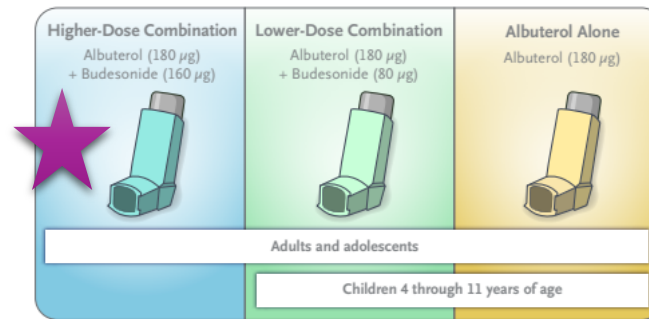 Higher-Dose Combination
Albuterol (180 µg)
+ Budesonide (160 µg)
Lower-Dose Combination
Albuterol (180 µg)
+ Budesonide (80 µg)
Albuterol Alone
Albuterol (180 µg)
Adults and adolescents
Children 4 through 11 years of age